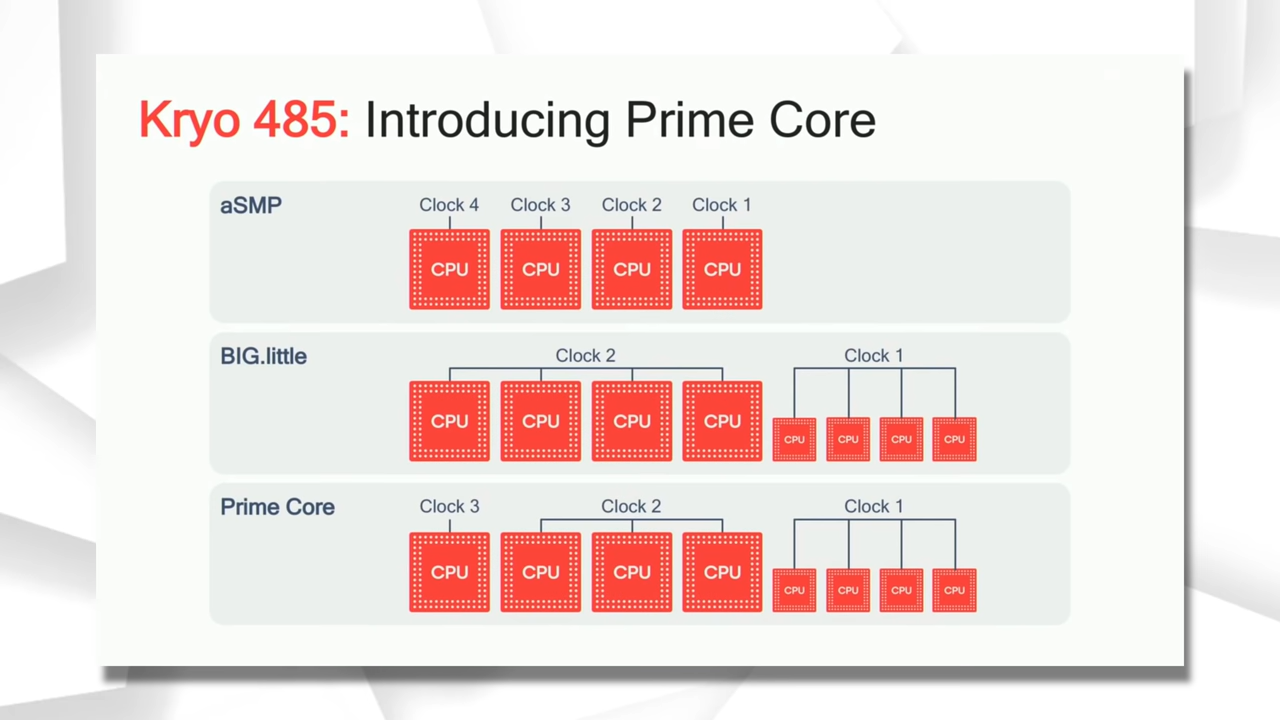 Kryo 485: Introducing Prime Core
aSMP
Clock 4 Clock 3 Clock 2 Clock 1
CPU CPU CPU CPU
BIG.little
Clock 2 Clock 1
CPU CPU CPU CPU CPU CPU CPU CPU
Prime Core
Clock 3 Clock 2 Clock 1
CPU CPU CPU CPU CPU CPU CPU CPU